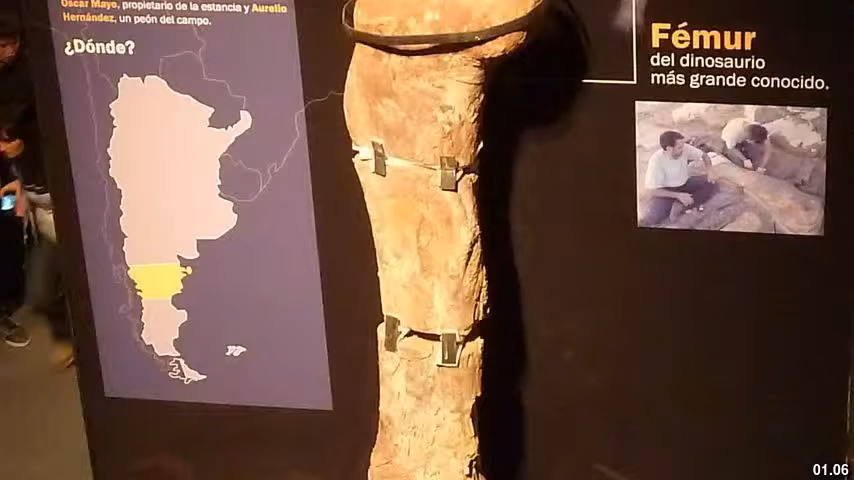 Oscar Mayo, propietario de la estancia y Aurelio
Hernández, un peón del campo.
¿Dónde?
Fémur
del dinosaurio
más grande conocido.
01.06